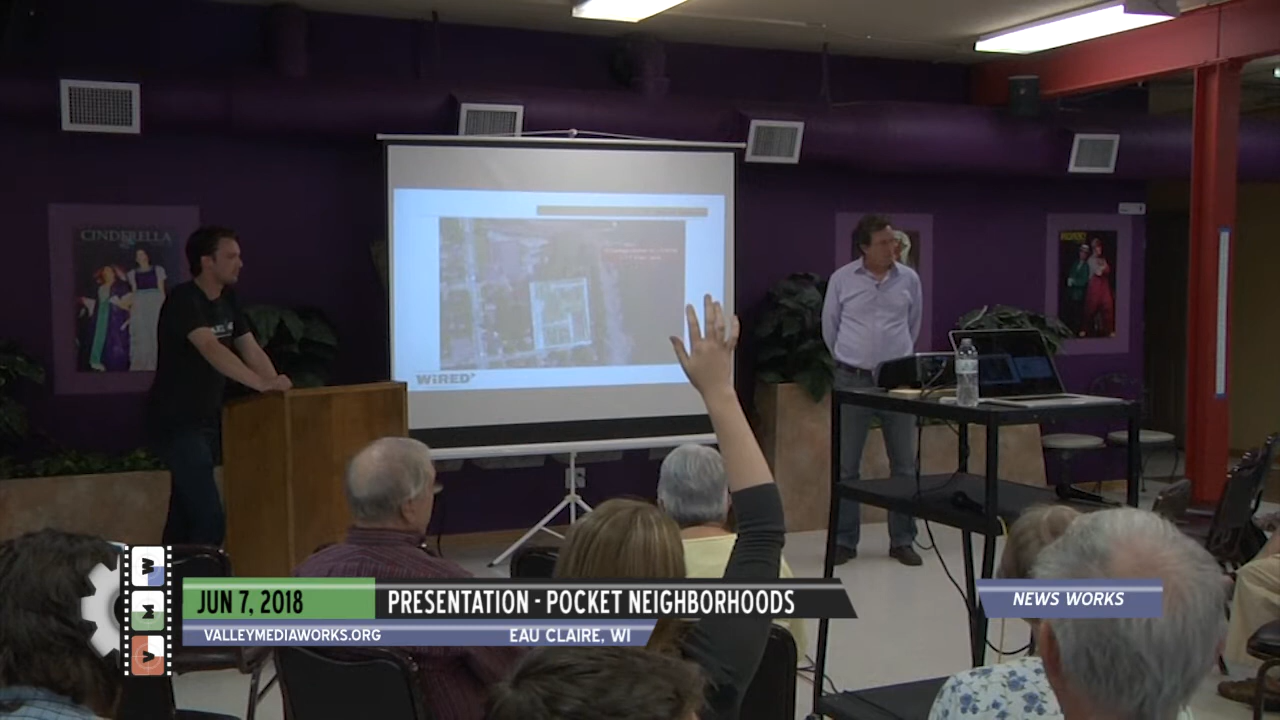 CINDERELLA
WiRED
W
M
V
JUN 7, 2018
PRESENTATION - POCKET NEIGHBORHOODS
NEWS WORKS
VALLEYMEDIAWORKS.ORG
EAU CLAIRE, WI